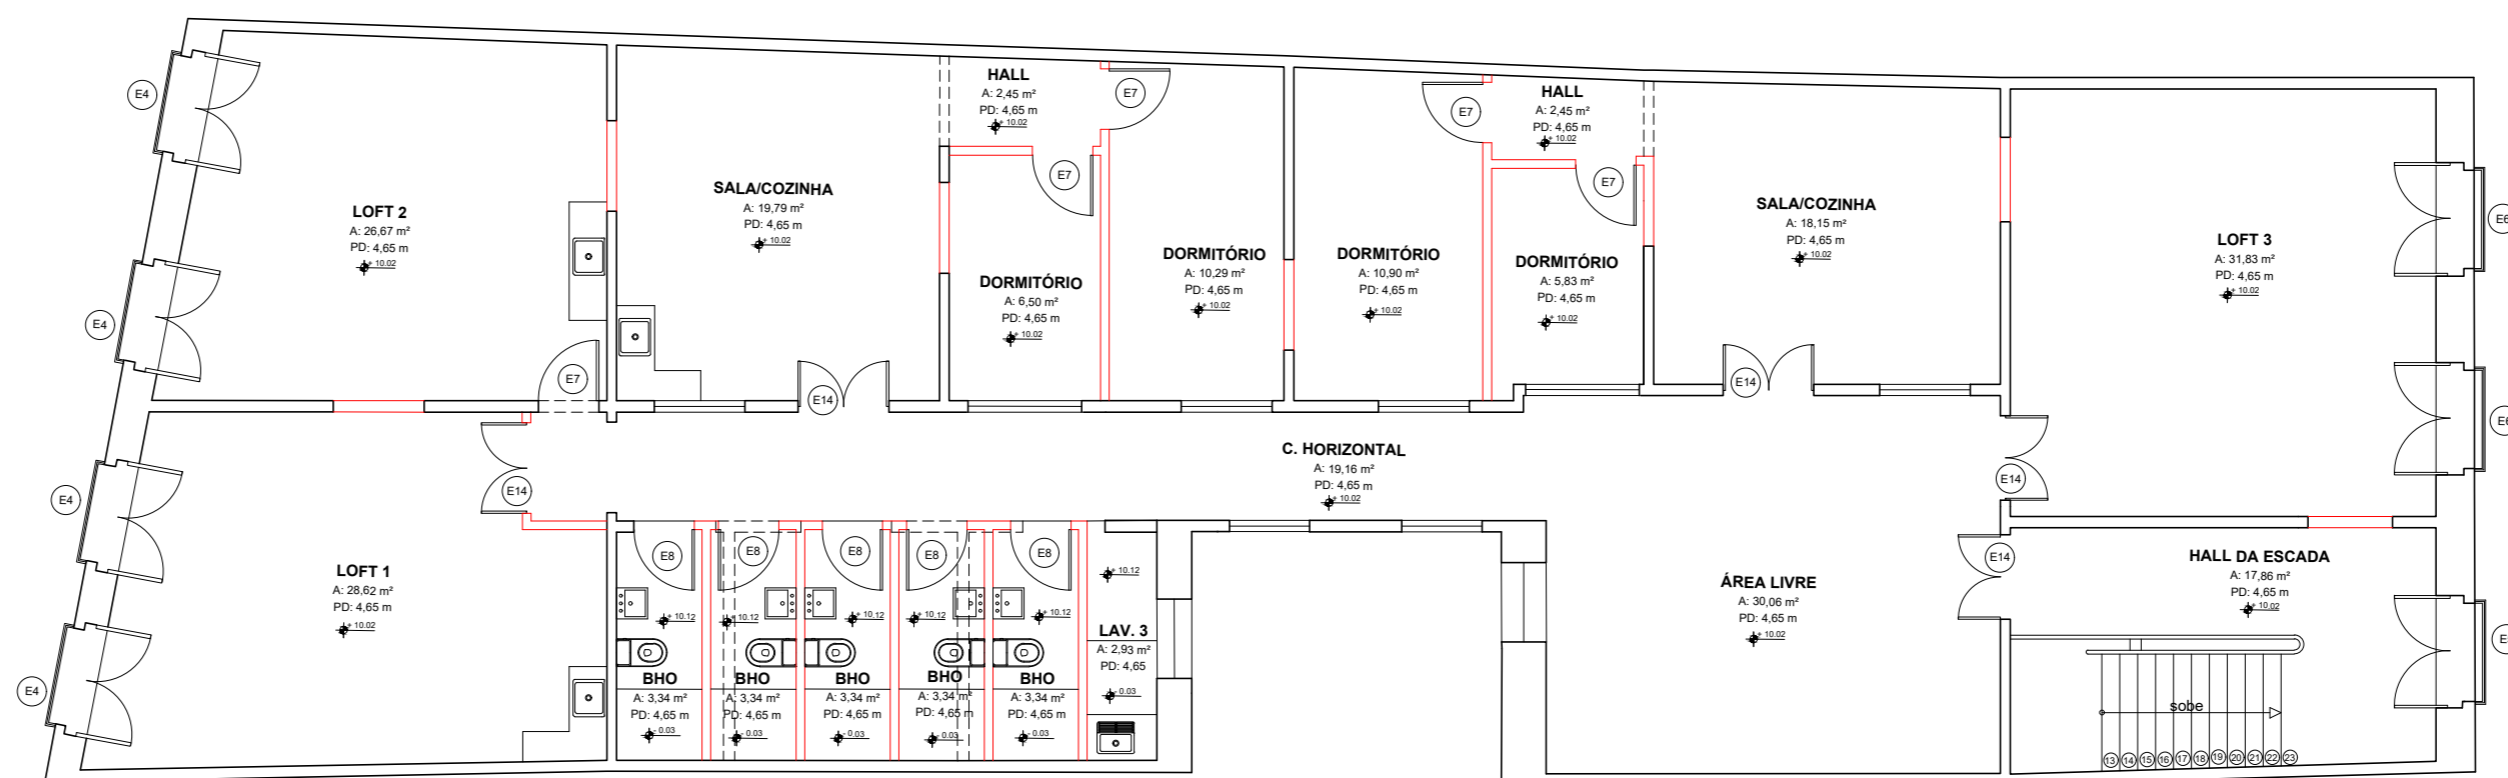 E4
E4
E4
E4
LOFT 2
A: 26,67 m²
PD: 4,65 m
+ 10.02
E7
LOFT 1
A: 28,62 m²
PD: 4,65 m
+ 10.02
E14
SALA/COZINHA
A: 19,79 m²
PD: 4,65 m
+ 10.02
E14
HALL
A: 2,45 m²
PD: 4,65 m
+ 10.02
E7
E7
DORMITÓRIO
A: 6,50 m²
PD: 4,65 m
+ 10.02
DORMITÓRIO
A: 10,29 m²
PD: 4,65 m
+ 10.02
DORMITÓRIO
A: 10,90 m²
PD: 4,65 m
+ 10.02
E7
HALL
A: 2,45 m²
PD: 4,65 m
+ 10.02
E7
DORMITÓRIO
A: 5,83 m²
PD: 4,65 m
+ 10.02
SALA/COZINHA
A: 18,15 m²
PD: 4,65 m
+ 10.02
E14
LOFT 3
A: 31,83 m²
PD: 4,65 m
+ 10.02
E6
E6
C. HORIZONTAL
A: 19,16 m²
PD: 4,65 m
+ 10.02
E14
E14
E8
+ 10.12
BHO
A: 3,34 m²
PD: 4,65 m
- 0.03
E8
+ 10.12
BHO
A: 3,34 m²
PD: 4,65 m
- 0.03
E8
+ 10.12
BHO
A: 3,34 m²
PD: 4,65 m
- 0.03
E8
+ 10.12
BHO
A: 3,34 m²
PD: 4,65 m
- 0.03
E8
+ 10.12
BHO
A: 3,34 m²
PD: 4,65 m
- 0.03
+ 10.12
LAV. 3
A: 2,93 m²
PD: 4,65
- 0.03
ÁREA LIVRE
A: 30,06 m²
PD: 4,65 m
+ 10.02
HALL DA ESCADA
A: 17,86 m²
PD: 4,65 m
+ 10.02
sobe
13 14 15 16 17 18 19 20 21 22 23